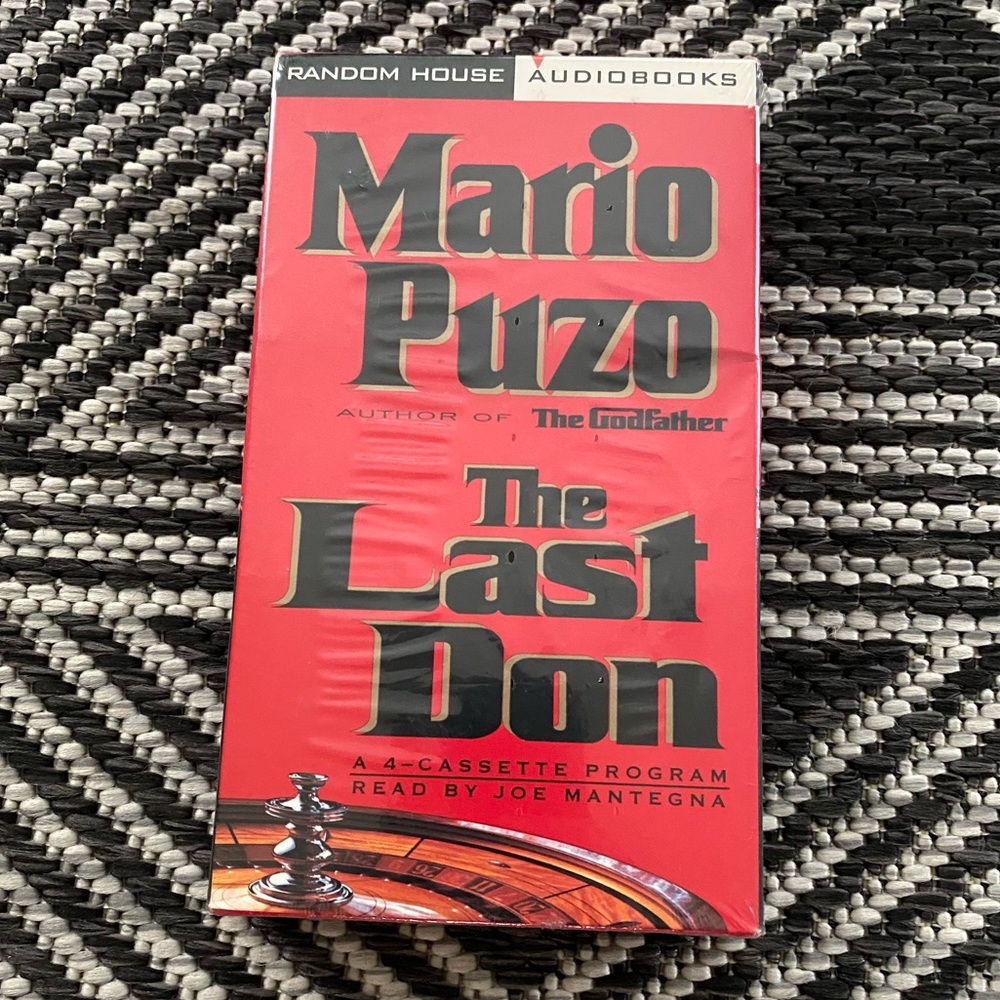 RANDOM HOUSE AUDIOBOOKS
Mario
Puzo
AUTHOR OF The Godfather
The
Last
Don
A 4-CASSETTE PROGRAM
READ BY JOE MANTEGNA